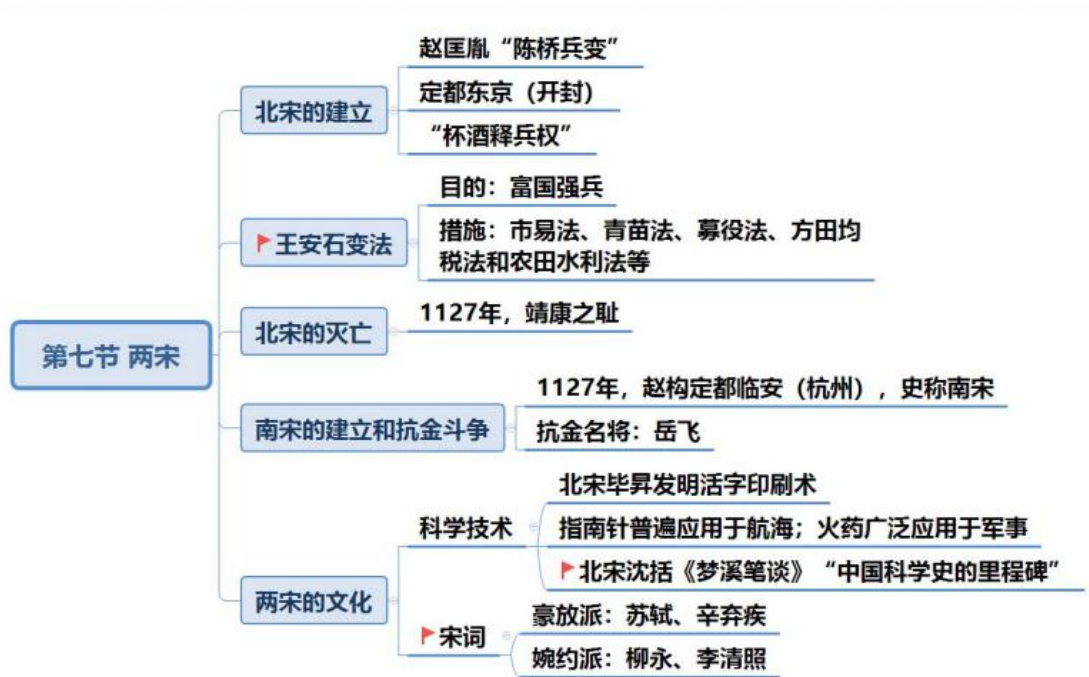 第七节 两宋
北宋的建立
赵匡胤“陈桥兵变”
定都东京（开封）
“杯酒释兵权”
王安石变法
目的：富国强兵
措施：市易法、青苗法、募役法、方田均
税法和农田水利法等
北宋的灭亡
1127年，靖康之耻
南宋的建立和抗金斗争
1127年，赵构定都临安（杭州），史称南宋
抗金名将：岳飞
两宋的文化
科学技术
北宋毕昇发明活字印刷术
指南针普遍应用于航海；火药广泛应用于军事
北宋沈括《梦溪笔谈》“中国科学史的里程碑”
宋词
豪放派：苏轼、辛弃疾
婉约派：柳永、李清照